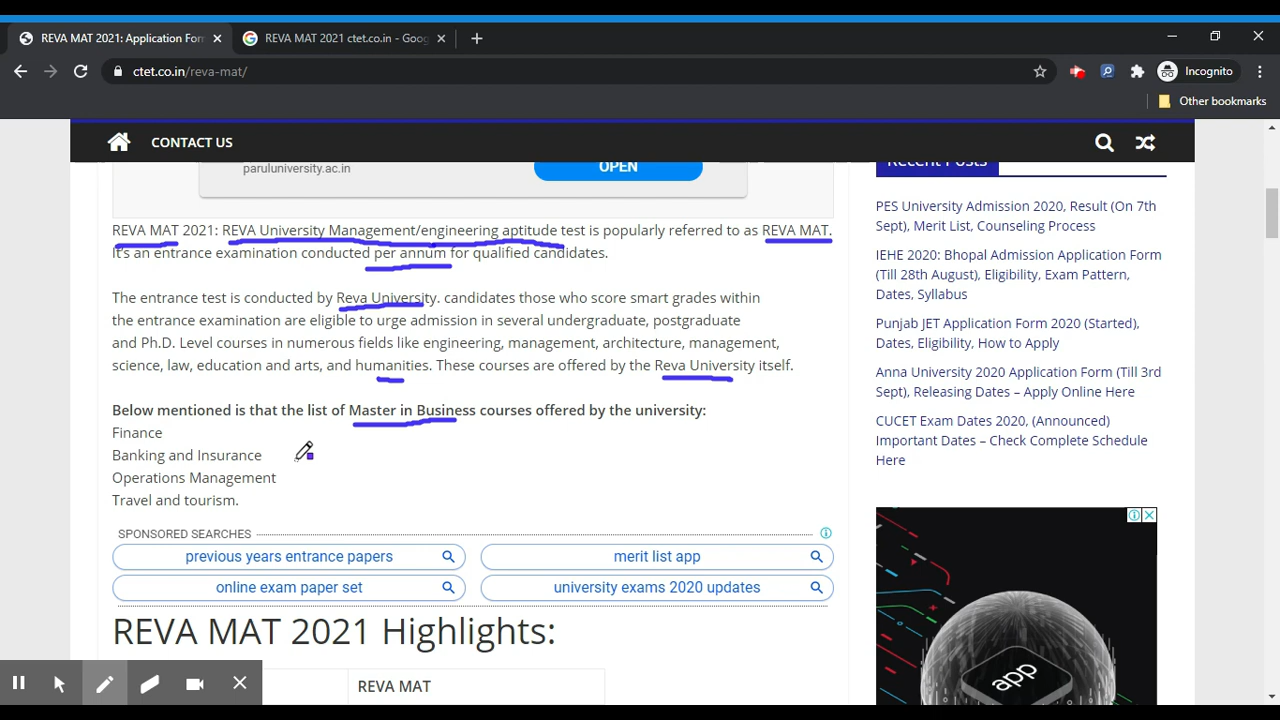 REVA MAT 2021: Application For
REVA MAT 2021 ctet.co.in - Goog
ctet.co.in/reva-mat/
Incognito
Other bookmarks
CONTACT US
paruluniversity.ac.in
OPEN
REVA MAT 2021: REVA University Management/engineering aptitude test is popularly referred to as REVA MAT.
It's an entrance examination conducted per annum for qualified candidates.
The entrance test is conducted by Reva University. candidates those who score smart grades within
the entrance examination are eligible to urge admission in several undergraduate, postgraduate
and Ph.D. Level courses in numerous fields like engineering, management, architecture, management,
science, law, education and arts, and humanities. These courses are offered by the Reva University itself.
Below mentioned is that the list of Master in Business courses offered by the university:
Finance
Banking and Insurance
Operations Management
Travel and tourism.
SPONSORED SEARCHES
previous years entrance papers
merit list app
online exam paper set
university exams 2020 updates
REVA MAT 2021 Highlights:
REVA MAT
Recent Posts
PES University Admission 2020, Result (On 7th
Sept), Merit List, Counseling Process
IEHE 2020: Bhopal Admission Application Form
(Till 28th August), Eligibility, Exam Pattern,
Dates, Syllabus
Punjab JET Application Form 2020 (Started),
Dates, Eligibility, How to Apply
Anna University 2020 Application Form (Till 3rd
Sept), Releasing Dates – Apply Online Here
CUCET Exam Dates 2020, (Announced)
Important Dates – Check Complete Schedule
Here
app